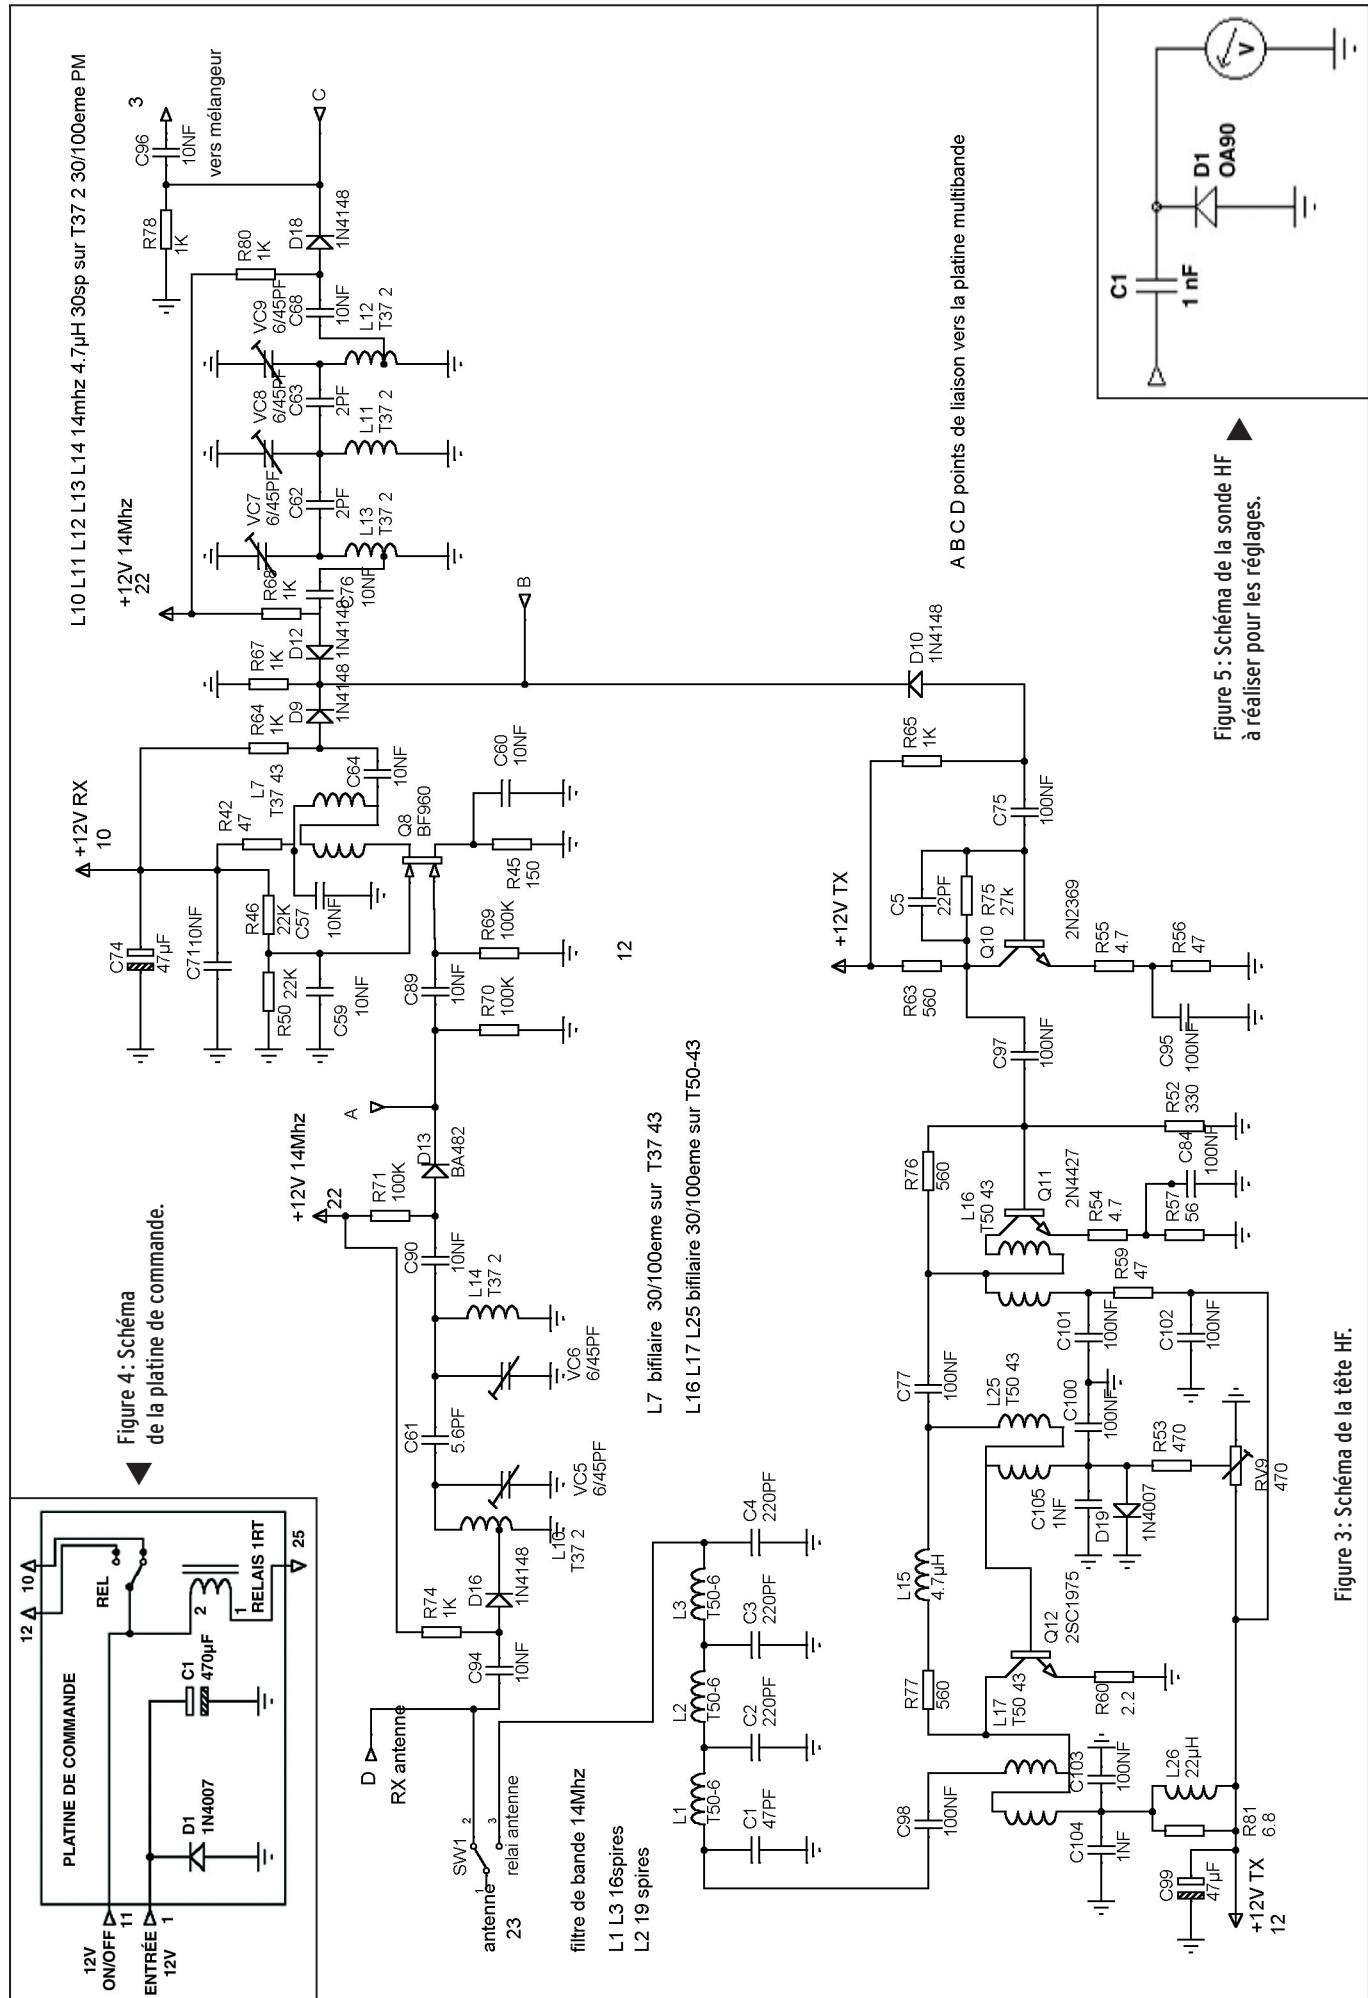 Figure 4 : Schéma
de la platine de commande.
PLATINE DE COMMANDE
12V
ON/OFF
11
ENTRÉE
12V
1
D1
1N4007
C1
470µF
12
10
REL
2
1
RELAIS 1RT
25
L10 L11 L12 L13 L14 14mhz 4.7µH 30sp sur T37 2 30/100eme PM
+12V RX
10
C74
47µF
C71
10NF
R46
22K
R50
22K
C59
10NF
C57
10NF
R42
47
L7
T37 43
C64
10NF
R64
1K
D9
1N4148
R67
1K
D12
1N4148
+12V 14Mhz
22
R68
1K
C76
10NF
VC7
6/45PF
L13
T37 2
C62
2PF
VC8
6/45PF
L11
T37 2
C63
2PF
VC9
6/45PF
L12
T37 2
C68
10NF
R80
1K
D18
1N4148
R78
1K
C96
10NF
3
vers mélangeur
C
B
Q8
BF960
R45
150
C60
10NF
R69
100K
C89
10NF
R70
100K
12
A
+12V 14Mhz
22
R71
100K
D13
BA482
C90
10NF
L14
T37 2
VC6
6/45PF
C61
5.6PF
VC5
6/45PF
L10
T37 2
R74
1K
D16
1N4148
C94
10NF
D
RX antenne
SW1
2
3
1
antenne
23
relai antenne
filtre de bande 14Mhz
L1 L3 16spires
L2 19 spires
L7 bifilaire 30/100eme sur T37 43
L16 L17 L25 bifilaire 30/100eme sur T50-43
A B C D points de liaison vers la platine multibande
L1
T50-6
L2
T50-6
L3
T50-6
C1
47PF
C2
220PF
C3
220PF
C4
220PF
D10
1N4148
R65
1K
C75
100NF
+12V TX
C5
22PF
R75
27k
Q10
2N2369
R63
560
R55
4.7
R56
47
C95
100NF
C97
100NF
R76
560
R52
330
C84
100NF
L16
T50 43
Q11
2N4427
R54
4.7
R57
56
R59
47
C101
100NF
C102
100NF
C77
100NF
L25
T50 43
C100
100NF
R53
470
RV9
470
C105
1NF
D19
1N4007
L15
4.7µH
R77
560
Q12
2SC1975
L17
T50 43
R60
2.2
C98
100NF
C103
100NF
C104
1NF
L26
22µH
R81
6.8
C99
47µF
+12V TX
12
Figure 3 : Schéma de la tête HF.
C1
1 nF
D1
OA90
V
Figure 5 : Schéma de la sonde HF
à réaliser pour les réglages.